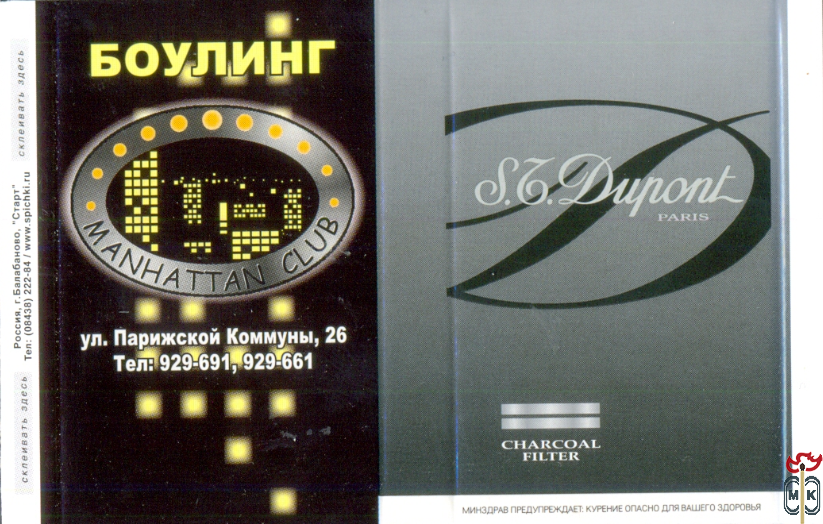 склеивать здесь
Россия, г.Балабаново, "Старт"
Тел: (08438) 222-84 / www.spichki.ru
склеивать здесь
БОУЛИНГ
MANHATTAN CLUB
ул. Парижской Коммуны, 26
Тел: 929-691, 929-661
S.T. Dupont
PARIS
CHARCOAL
FILTER
МИНЗДРАВ ПРЕДУПРЕЖДАЕТ: КУРЕНИЕ ОПАСНО ДЛЯ ВАШЕГО ЗДОРОВЬЯ
М К